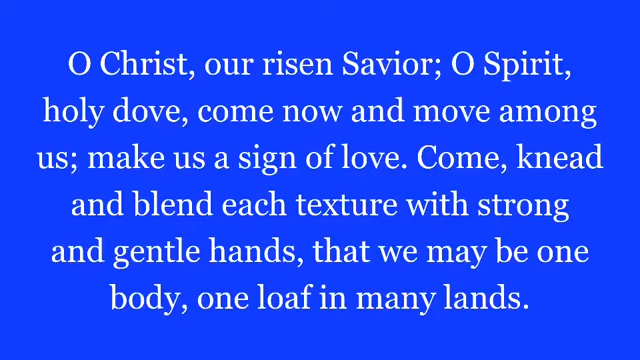 O Christ, our risen Savior; O Spirit,
holy dove, come now and move among
us; make us a sign of love. Come, knead
and blend each texture with strong
and gentle hands, that we may be one
body, one loaf in many lands.